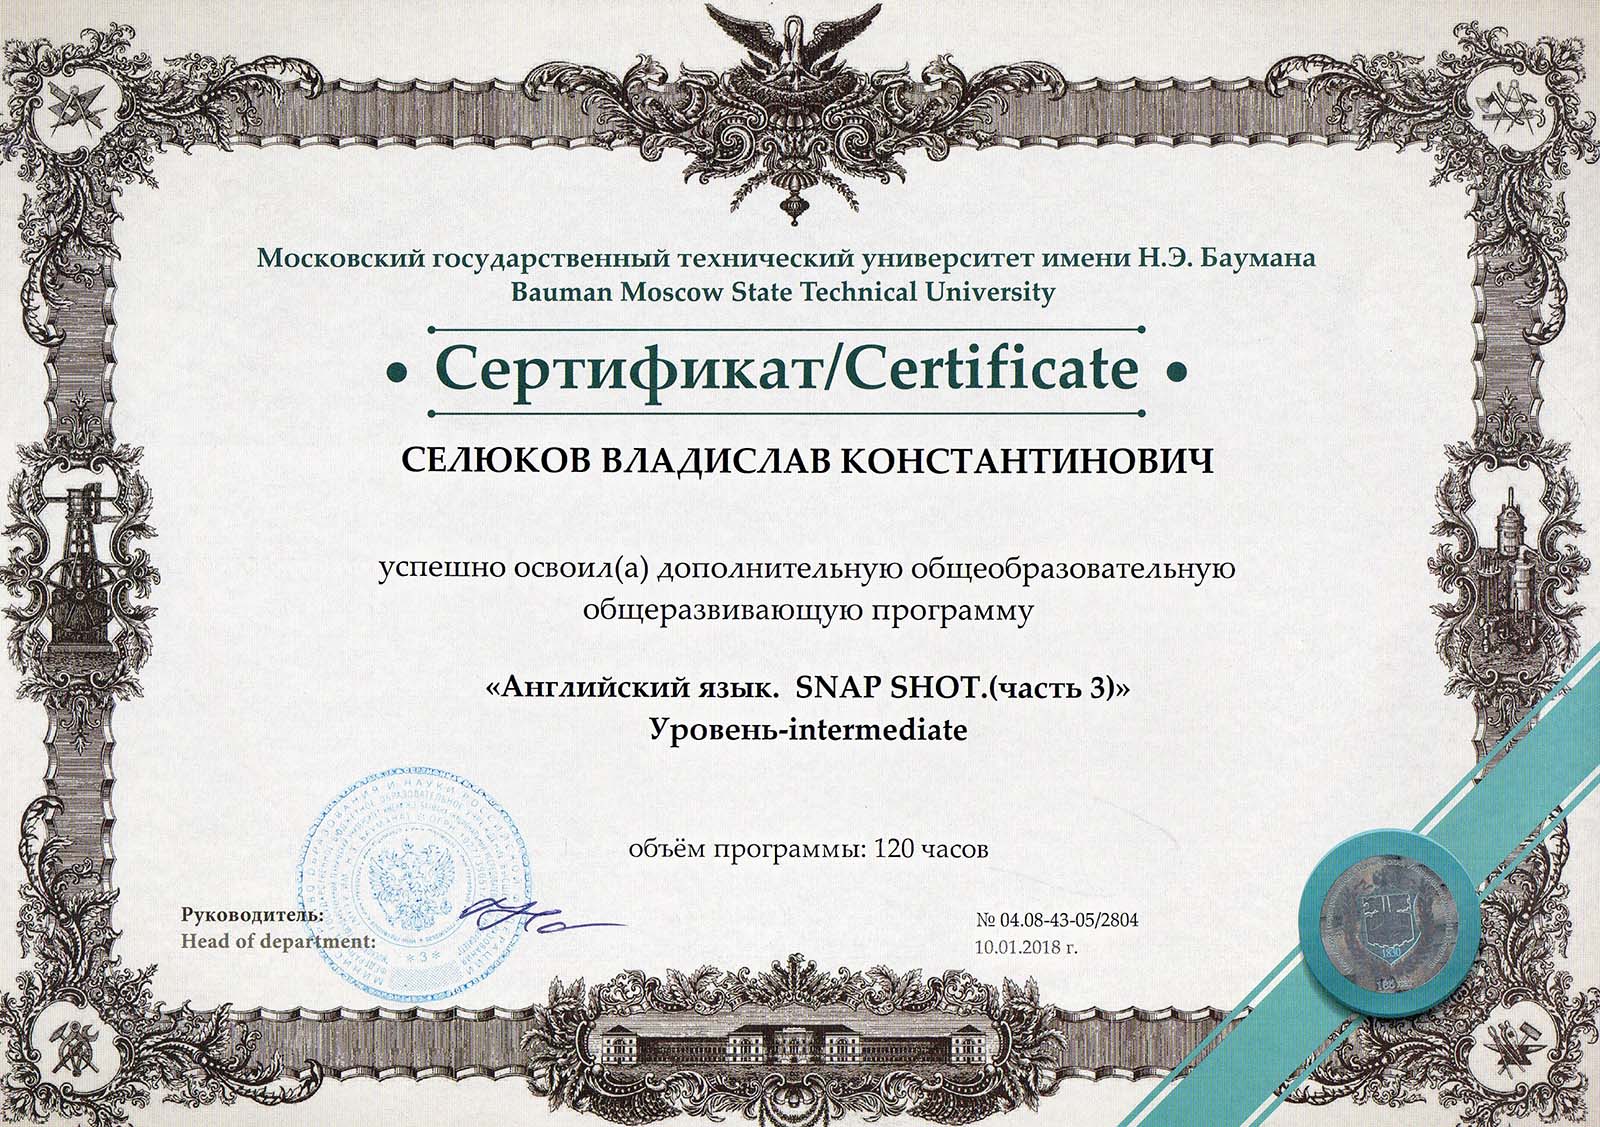 Московский государственный технический университет имени Н.Э. Баумана
Bauman Moscow State Technical University
• Сертификат/Certificate •
СЕЛЮКОВ ВЛАДИСЛАВ КОНСТАНТИНОВИЧ
успешно освоил(а) дополнительную общеобразовательную
общеразвивающую программу
«Английский язык.  SNAP SHOT.(часть 3)»
Уровень-intermediate
объём программы: 120 часов
Руководитель:
Head of department:
* 3 *
№ 04.08-43-05/2804
10.01.2018 г.
1830